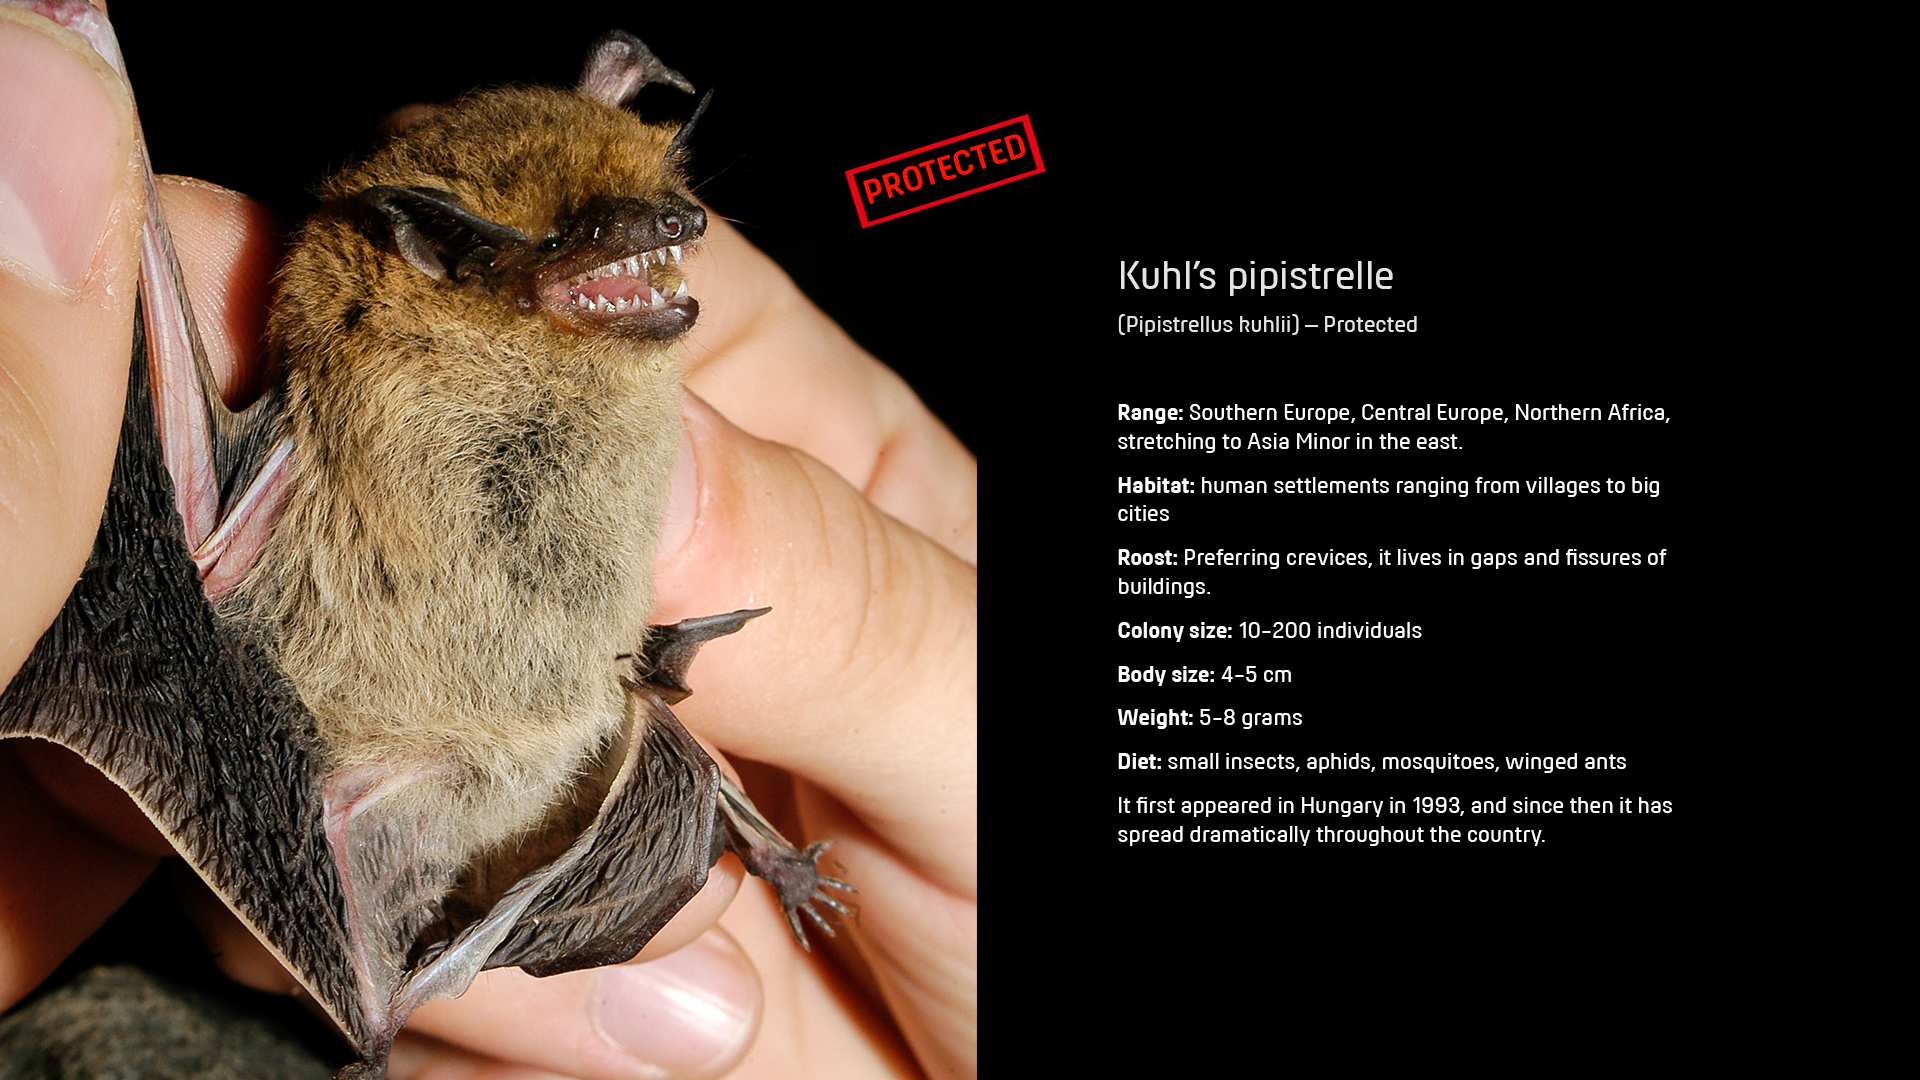 PROTECTED
Kuhl's pipistrelle
(Pipistrellus kuhlii) – Protected
Range: Southern Europe, Central Europe, Northern Africa,
stretching to Asia Minor in the east.
Habitat: human settlements ranging from villages to big
cities
Roost: Preferring crevices, it lives in gaps and fissures of
buildings.
Colony size: 10–200 individuals
Body size: 4–5 cm
Weight: 5–8 grams
Diet: small insects, aphids, mosquitoes, winged ants
It first appeared in Hungary in 1993, and since then it has
spread dramatically throughout the country.